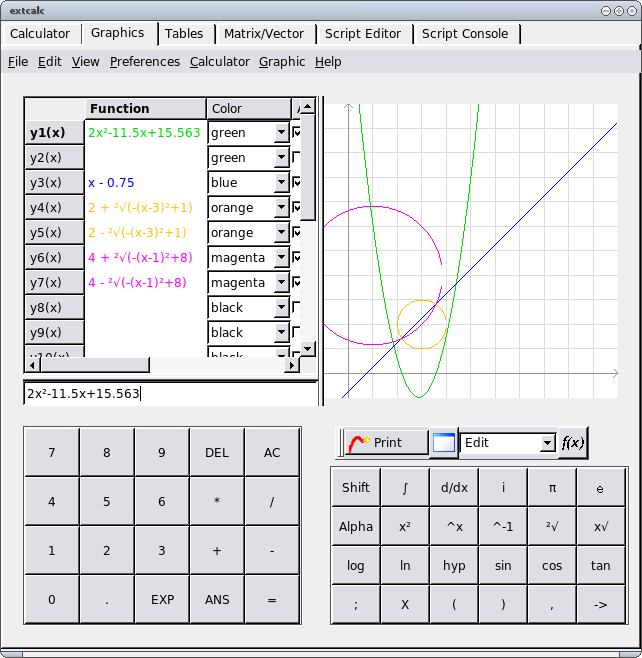 extcalc
Calculator Graphics Tables Matrix/Vector Script Editor Script Console
File Edit View Preferences Calculator Graphic Help
Function Color
y1(x) 2x²-11.5x+15.563 green
y2(x) green
y3(x) x - 0.75 blue
y4(x) 2 + ²√(-(x-3)²+1) orange
y5(x) 2 - ²√(-(x-3)²+1) orange
y6(x) 4 + ²√(-(x-1)²+8) magenta
y7(x) 4 - ²√(-(x-1)²+8) magenta
y8(x) black
y9(x) black
y10(x) black
2x²-11.5x+15.563
7 8 9 DEL AC
4 5 6 * /
1 2 3 + -
0 . EXP ANS =
Print Edit f(x)
Shift ∫ d/dx i π e
Alpha x² ^x ^-1 ²√ x√
log ln hyp sin cos tan
; X ( ) , ->